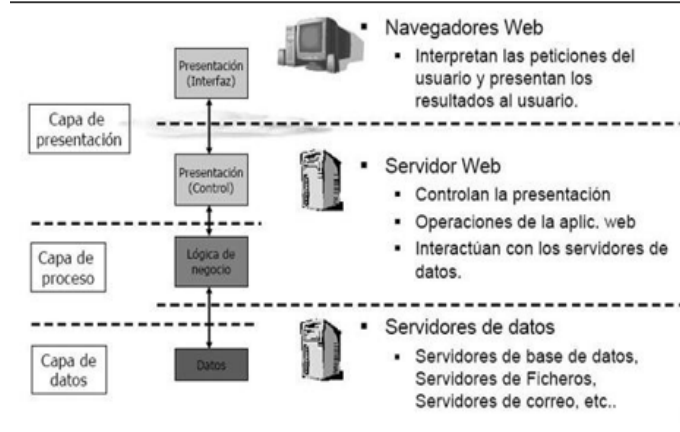 Capa de
presentación
Capa de
proceso
Capa de
datos
Presentación
(Interfaz)
Presentación
(Control)
Lógica de
negocio
Datos
▪ Navegadores Web
▪ Interpretan las peticiones del
usuario y presentan los
resultados al usuario.
▪ Servidor Web
▪ Controlan la presentación
▪ Operaciones de la aplic. web
▪ Interactúan con los servidores de
datos.
▪ Servidores de datos
▪ Servidores de base de datos,
Servidores de Ficheros,
Servidores de correo, etc..